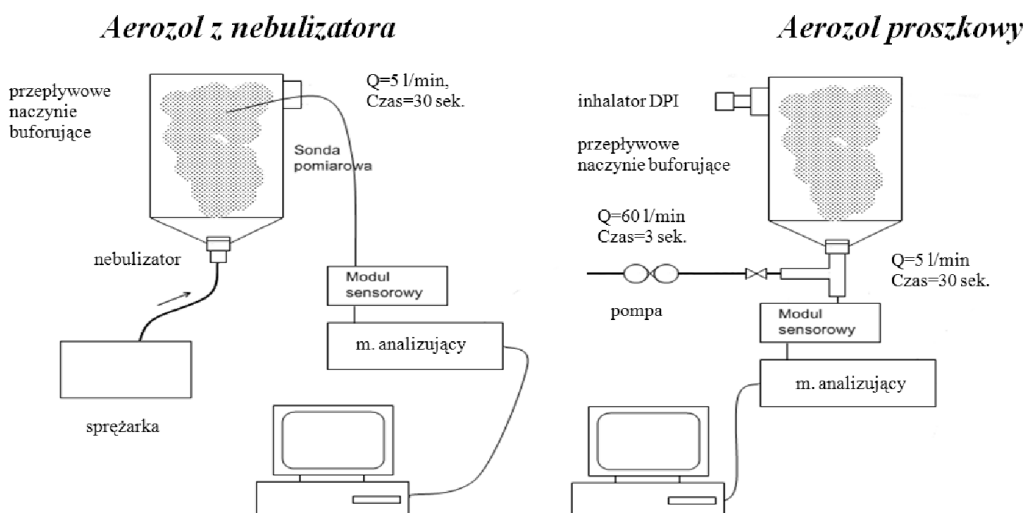 Aerozol z nebulizatora
przepływowe
naczynie
buforujące
Q=5 l/min,
Czas=30 sek.
Sonda
pomiarowa
nebulizator
Moduł
sensorowy
m. analizujący
sprężarka
Aerozol proszkowy
inhalator DPI
przepływowe
naczynie buforujące
Q=60 l/min
Czas=3 sek.
Q=5 l/min
Czas=30 sek.
pompa
Moduł
sensorowy
m. analizujący